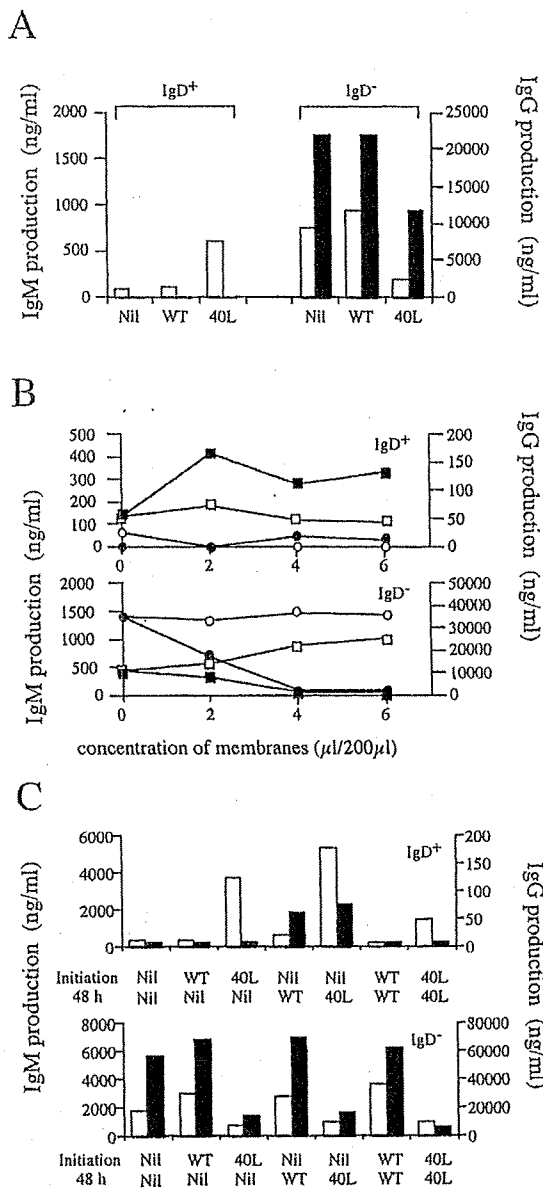 A
IgD+ IgD-
IgM production (ng/ml)
2000
1500
1000
500
0
IgG production (ng/ml)
25000
20000
15000
10000
5000
0
Nil WT 40L Nil WT 40L
B
IgM production (ng/ml)
500
400
300
200
100
0
IgD+
200
150
100
50
0
0 2 4 6
IgG production (ng/ml)
2000
1500
1000
500
0
IgD-
50000
40000
30000
20000
10000
0
0 2 4 6
concentration of membranes (μl/200μl)
C
IgM production (ng/ml)
6000
4000
2000
0
IgD+
200
150
100
50
0
IgG production (ng/ml)
Initiation Nil WT 40L Nil Nil WT 40L
48 h Nil Nil Nil WT 40L WT 40L
8000
6000
4000
2000
0
IgD-
80000
60000
40000
20000
0
Initiation Nil WT 40L Nil Nil WT 40L
48 h Nil Nil Nil WT 40L WT 40L